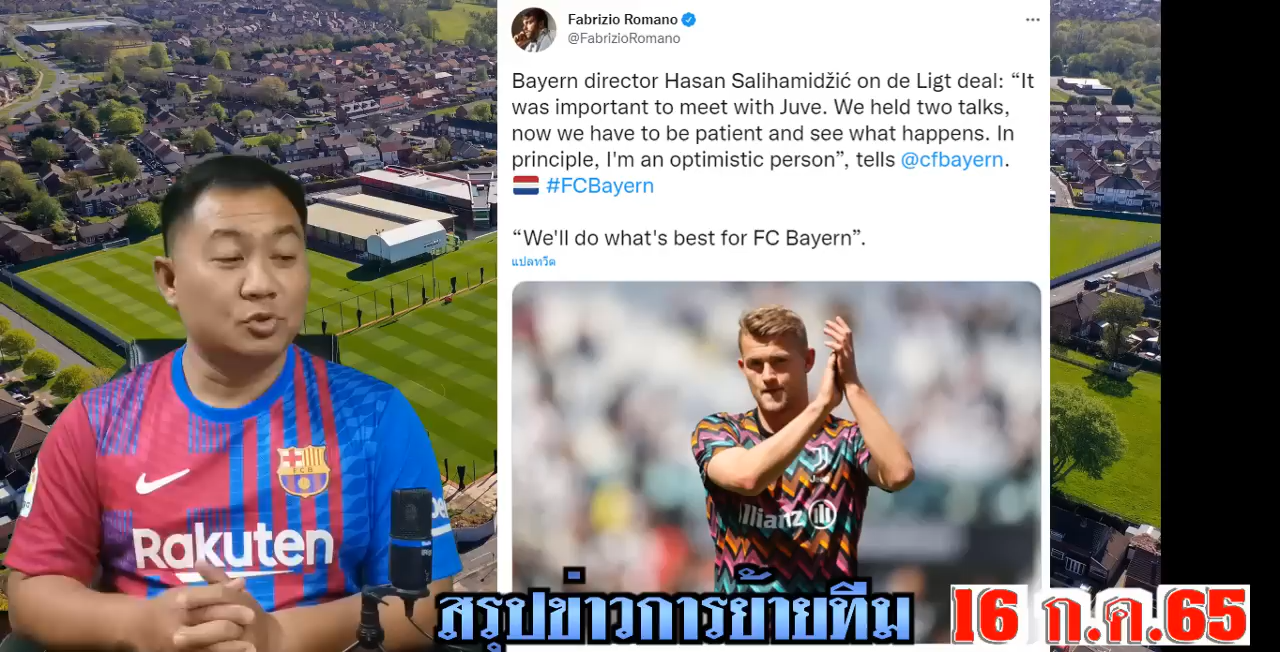 Fabrizio Romano
@FabrizioRomano
Bayern director Hasan Salihamidžić on de Ligt deal: “It
was important to meet with Juve. We held two talks,
now we have to be patient and see what happens. In
principle, I'm an optimistic person”, tells @cfbayern.
#FCBayern
“We'll do what's best for FC Bayern”.
แปลทวีต
FCB
Rakuten
Allianz
สรุปข่าวการย้ายทีม 16 ก.ค.65